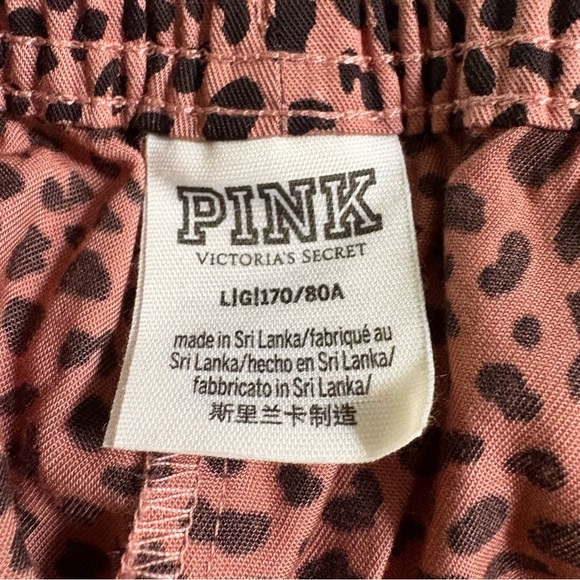 PINK
VICTORIA'S SECRET
L|G|170/80A
made in Sri Lanka/fabriqué au
Sri Lanka/hecho en Sri Lanka/
fabbricato in Sri Lanka/
斯里兰卡制造